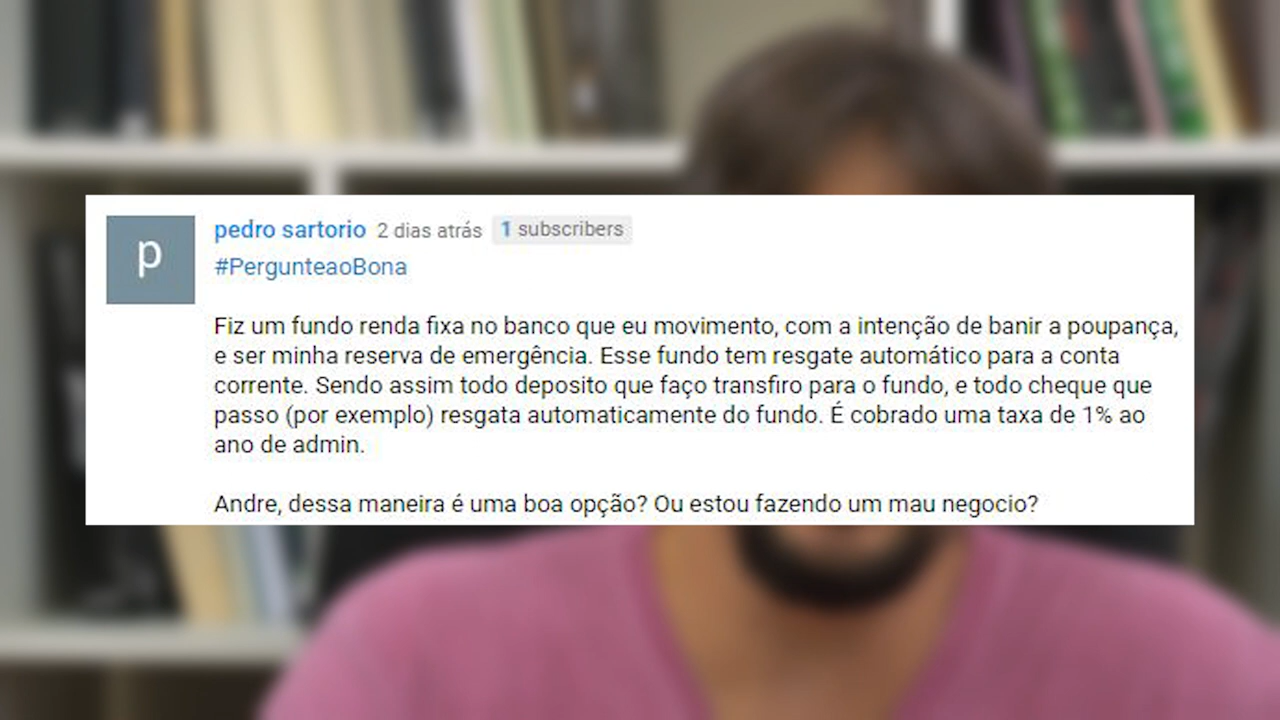 p
pedro sartorio 2 dias atrás 1 subscribers
#PergunteaoBona
Fiz um fundo renda fixa no banco que eu movimento, com a intenção de banir a poupança,
e ser minha reserva de emergência. Esse fundo tem resgate automático para a conta
corrente. Sendo assim todo deposito que faço transfiro para o fundo, e todo cheque que
passo (por exemplo) resgata automaticamente do fundo. É cobrado uma taxa de 1% ao
ano de admin.
Andre, dessa maneira é uma boa opção? Ou estou fazendo um mau negocio?